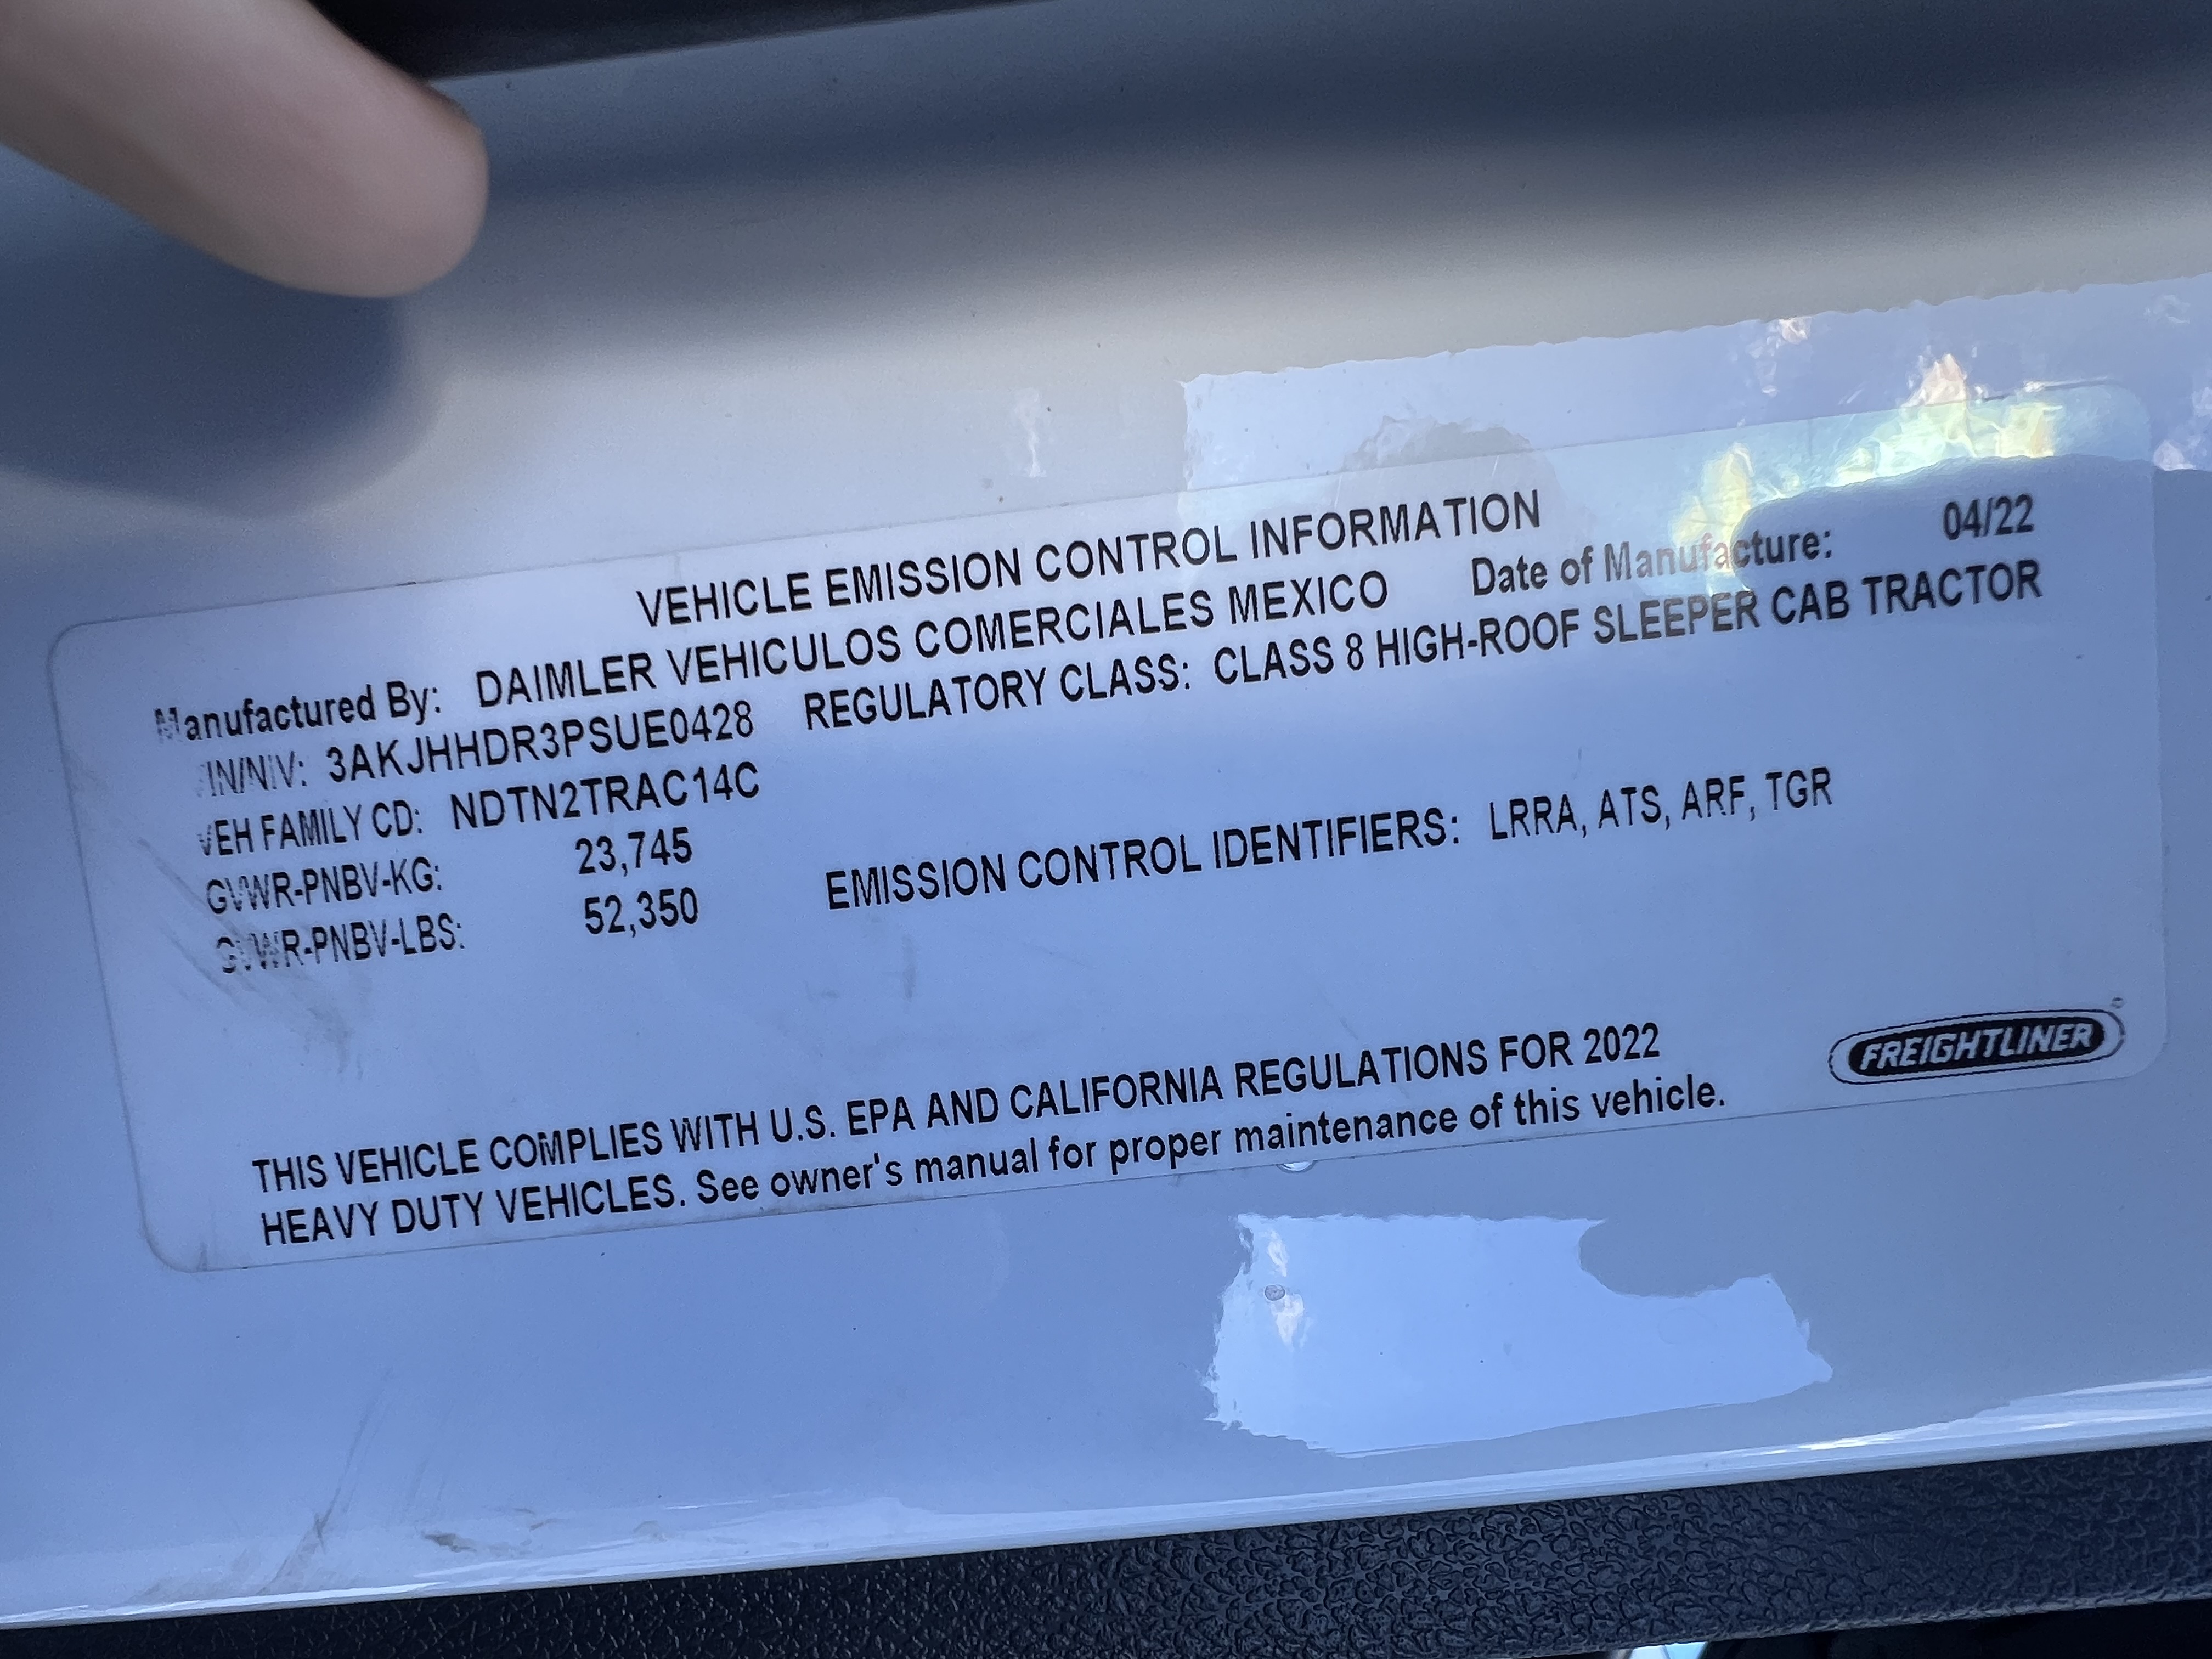 VEHICLE EMISSION CONTROL INFORMATION
Manufactured By: DAIMLER VEHICULOS COMERCIALES MEXICO Date of Manufacture: 04/22
VIN/NIV: 3AKJHHDR3PSUE0428 REGULATORY CLASS: CLASS 8 HIGH-ROOF SLEEPER CAB TRACTOR
VEH FAMILY CD: NDTN2TRAC14C
GVWR-PNBV-KG: 23,745
GVWR-PNBV-LBS: 52,350 EMISSION CONTROL IDENTIFIERS: LRRA, ATS, ARF, TGR
THIS VEHICLE COMPLIES WITH U.S. EPA AND CALIFORNIA REGULATIONS FOR 2022
HEAVY DUTY VEHICLES. See owner's manual for proper maintenance of this vehicle.
FREIGHTLINER